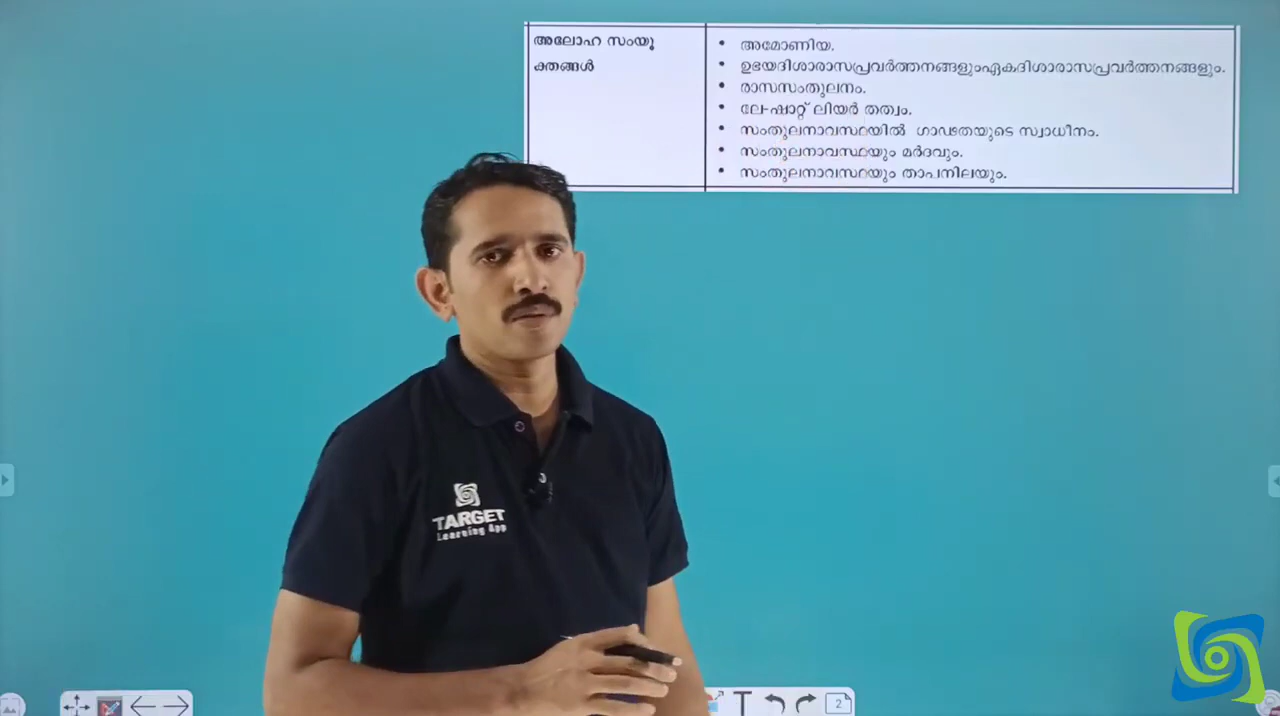 അലോഹ സംയൂ
ക്തങ്ങൾ
• അമോണിയ.
• ഉഭയദിശാരാസപ്രവർത്തനങ്ങളുംഏകദിശാരാസപ്രവർത്തനങ്ങളും.
• രാസസംതുലനം.
• ലേ-ഷാറ്റ് ലിയർ തത്വം.
• സംതുലനാവസ്ഥയിൽ ഗാഢതയുടെ സ്വാധീനം.
• സംതുലനാവസ്ഥയും മർദവും.
• സംതുലനാവസ്ഥയും താപനിലയും.
TARGET
Learning App
T
2